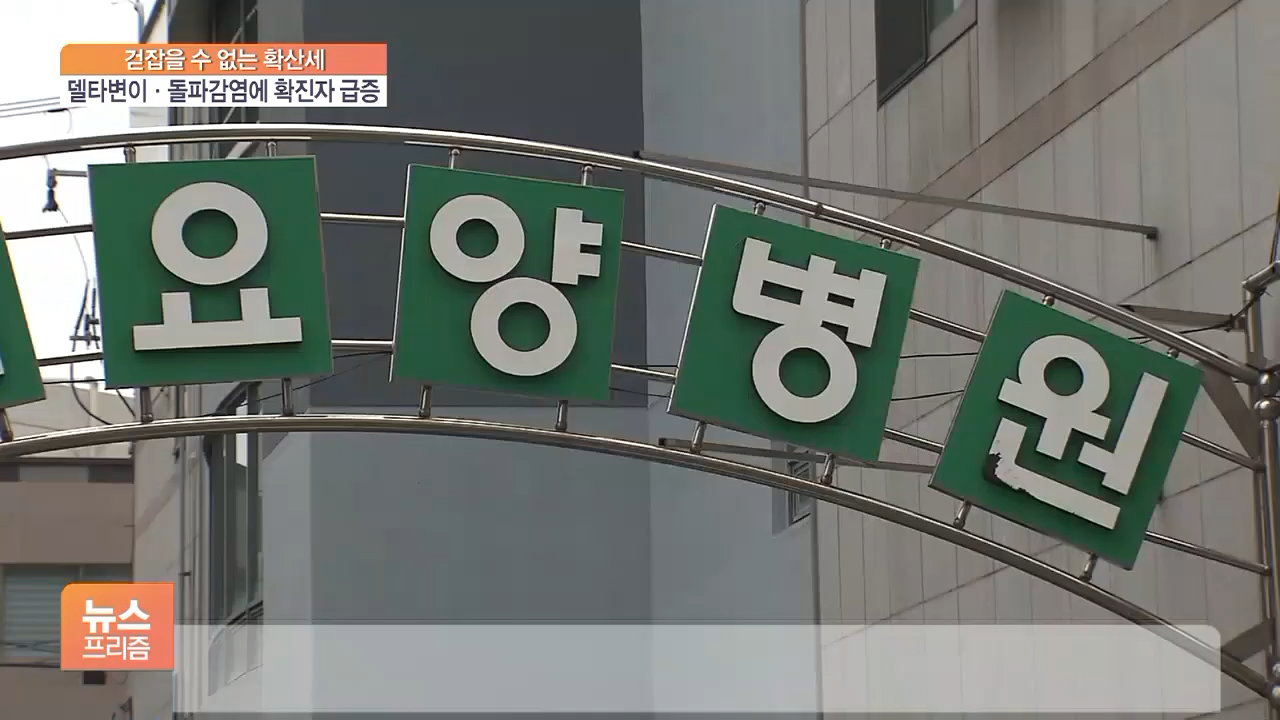 걷잡을 수 없는 확산세
델타변이 · 돌파감염에 확진자 급증
요양병원
뉴스
프리즘